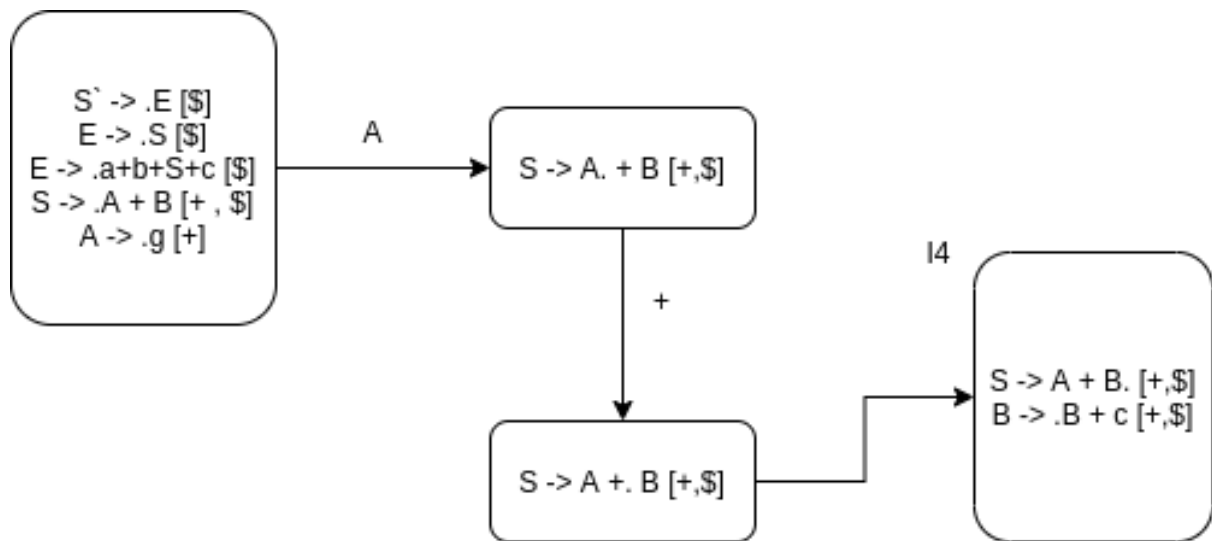 S` -> .E [$]
E -> .S [$]
E -> .a+b+S+c [$]
S -> .A + B [+ , $]
A -> .g [+]
A
S -> A. + B [+,$]
+
S -> A +. B [+,$]
I4
S -> A + B. [+,$]
B -> .B + c [+,$]